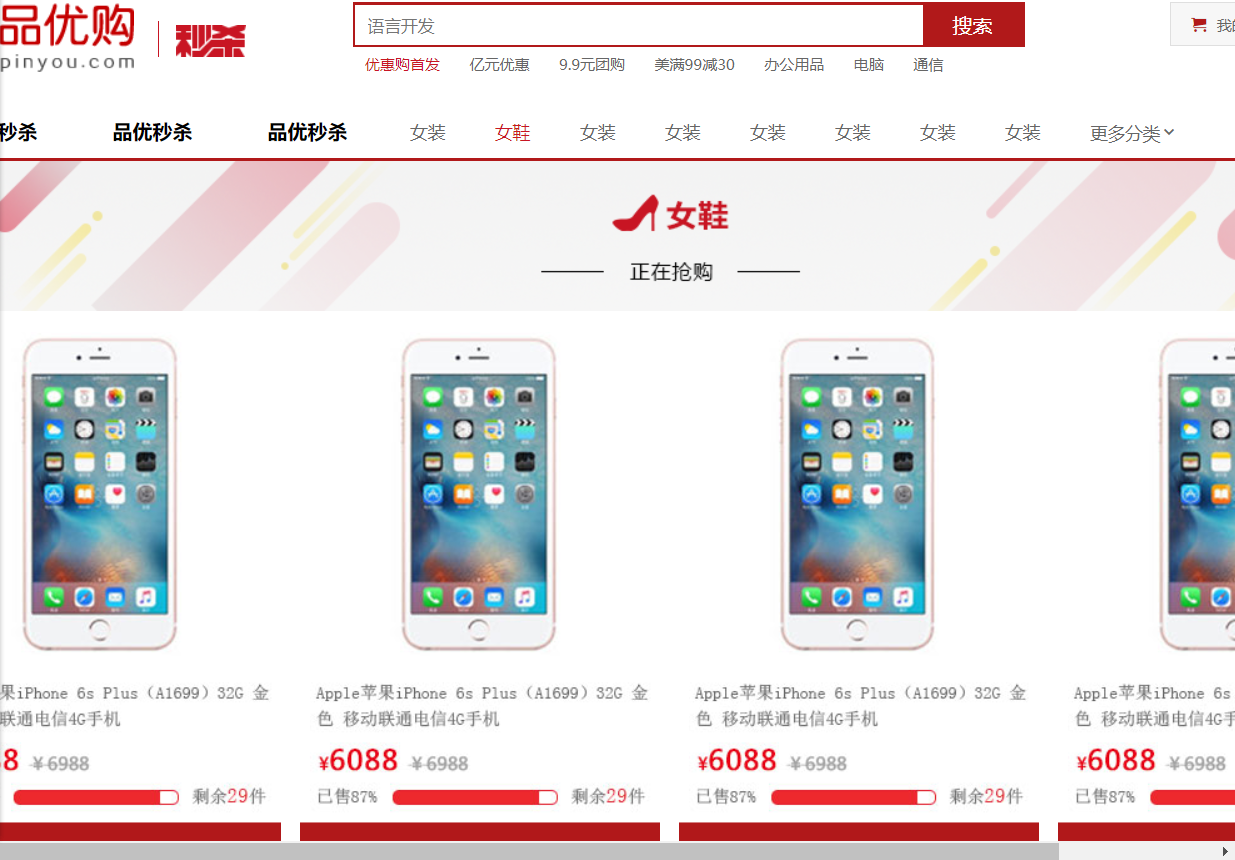 品优购 秒杀
pinyou.com
语言开发 搜索 我的
优惠购首发 亿元优惠 9.9元团购 美满99减30 办公用品 电脑 通信
秒杀 品优秒杀 品优秒杀 女装 女鞋 女装 女装 女装 女装 女装 女装 更多分类
女鞋
正在抢购
果iPhone 6s Plus（A1699）32G 金
联通电信4G手机
8 ¥6988
剩余29件
Apple苹果iPhone 6s Plus（A1699）32G 金
色 移动联通电信4G手机
¥6088 ¥6988
已售87% 剩余29件
Apple苹果iPhone 6s Plus（A1699）32G 金
色 移动联通电信4G手机
¥6088 ¥6988
已售87% 剩余29件
Apple苹果iPhone 6s
色 移动联通电信4G手
¥6088 ¥6988
已售87%